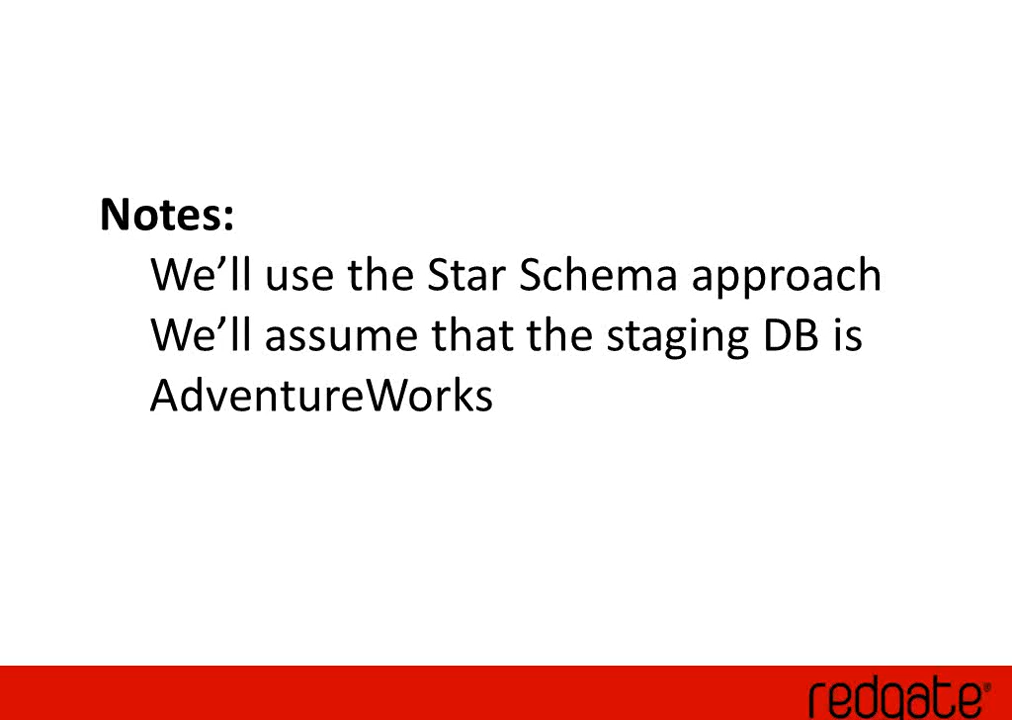 Notes:
We’ll use the Star Schema approach
We’ll assume that the staging DB is
AdventureWorks
redgate®